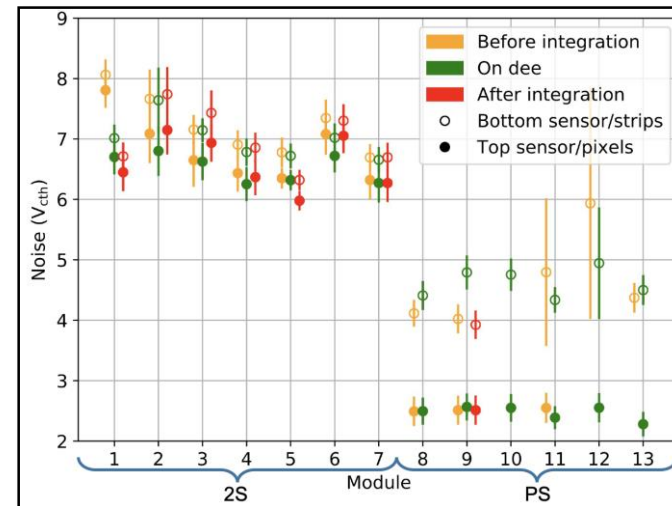 9
8
7
6
5
4
3
2
Noise (V_cth)
Before integration
On dee
After integration
Bottom sensor/strips
Top sensor/pixels
1 2 3 4 5 6 7 8 9 10 11 12 13
Module
2S PS